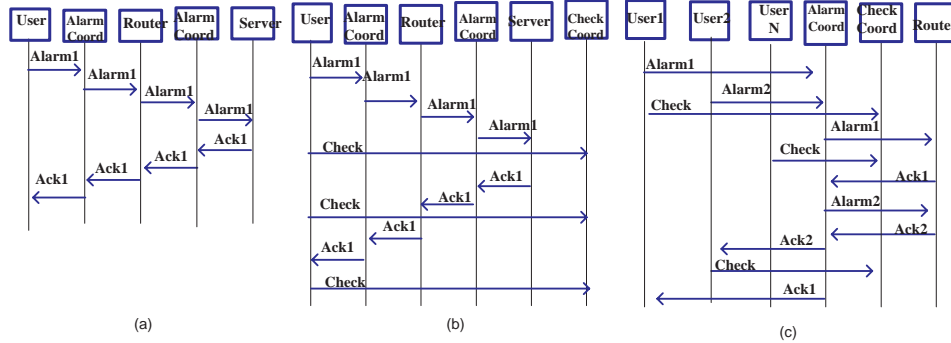 User
Alarm
Coord
Router
Alarm
Coord
Server
Alarm1
Alarm1
Alarm1
Alarm1
Ack1
Ack1
Ack1
Ack1
(a)
User
Alarm
Coord
Router
Alarm
Coord
Server
Check
Coord
Alarm1
Alarm1
Alarm1
Alarm1
Check
Ack1
Ack1
Check
Ack1
Ack1
Check
(b)
User1
User2
User
N
Alarm
Coord
Check
Coord
Route
Alarm1
Alarm2
Check
Alarm1
Check
Ack1
Alarm2
Ack2
Ack2
Check
Ack1
(c)